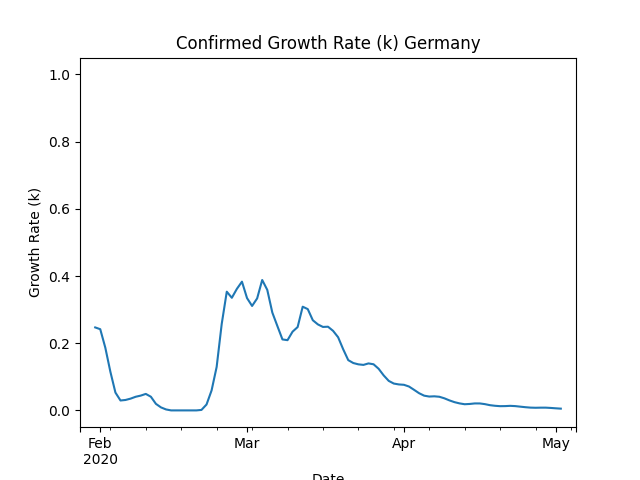 Confirmed Growth Rate (k) Germany
Growth Rate (k)
1.0
0.8
0.6
0.4
0.2
0.0
Feb
2020
Mar
Apr
May
Date